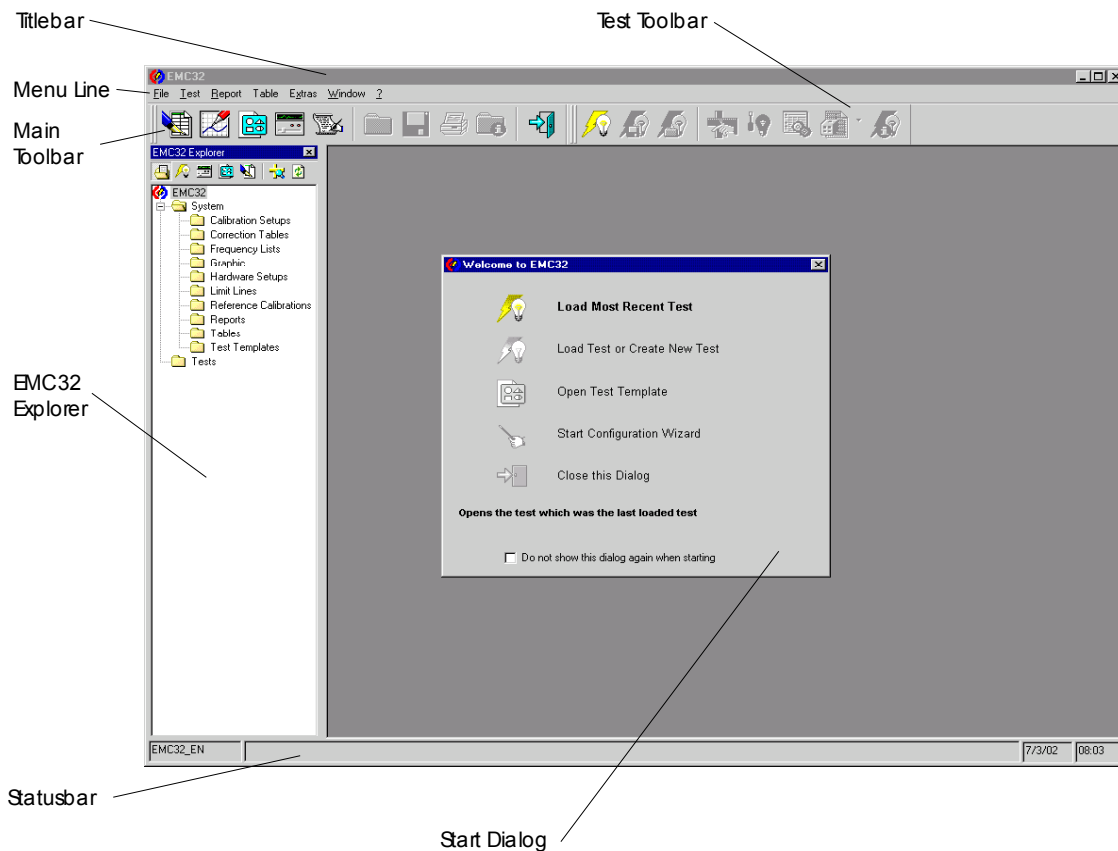 Titlebar
Test Toolbar
EMC32
Menu Line
File Test Report Table Extras Window ?
Main
Toolbar
EMC32 Explorer
EMC32
System
Calibration Setups
Correction Tables
Frequency Lists
Graphic
Hardware Setups
Limit Lines
Reference Calibrations
Reports
Tables
Test Templates
Tests
Welcome to EMC32
Load Most Recent Test
Load Test or Create New Test
Open Test Template
Start Configuration Wizard
Close this Dialog
Opens the test which was the last loaded test
Do not show this dialog again when starting
EMC32
Explorer
EMC32_EN
7/3/02
08:03
Statusbar
Start Dialog